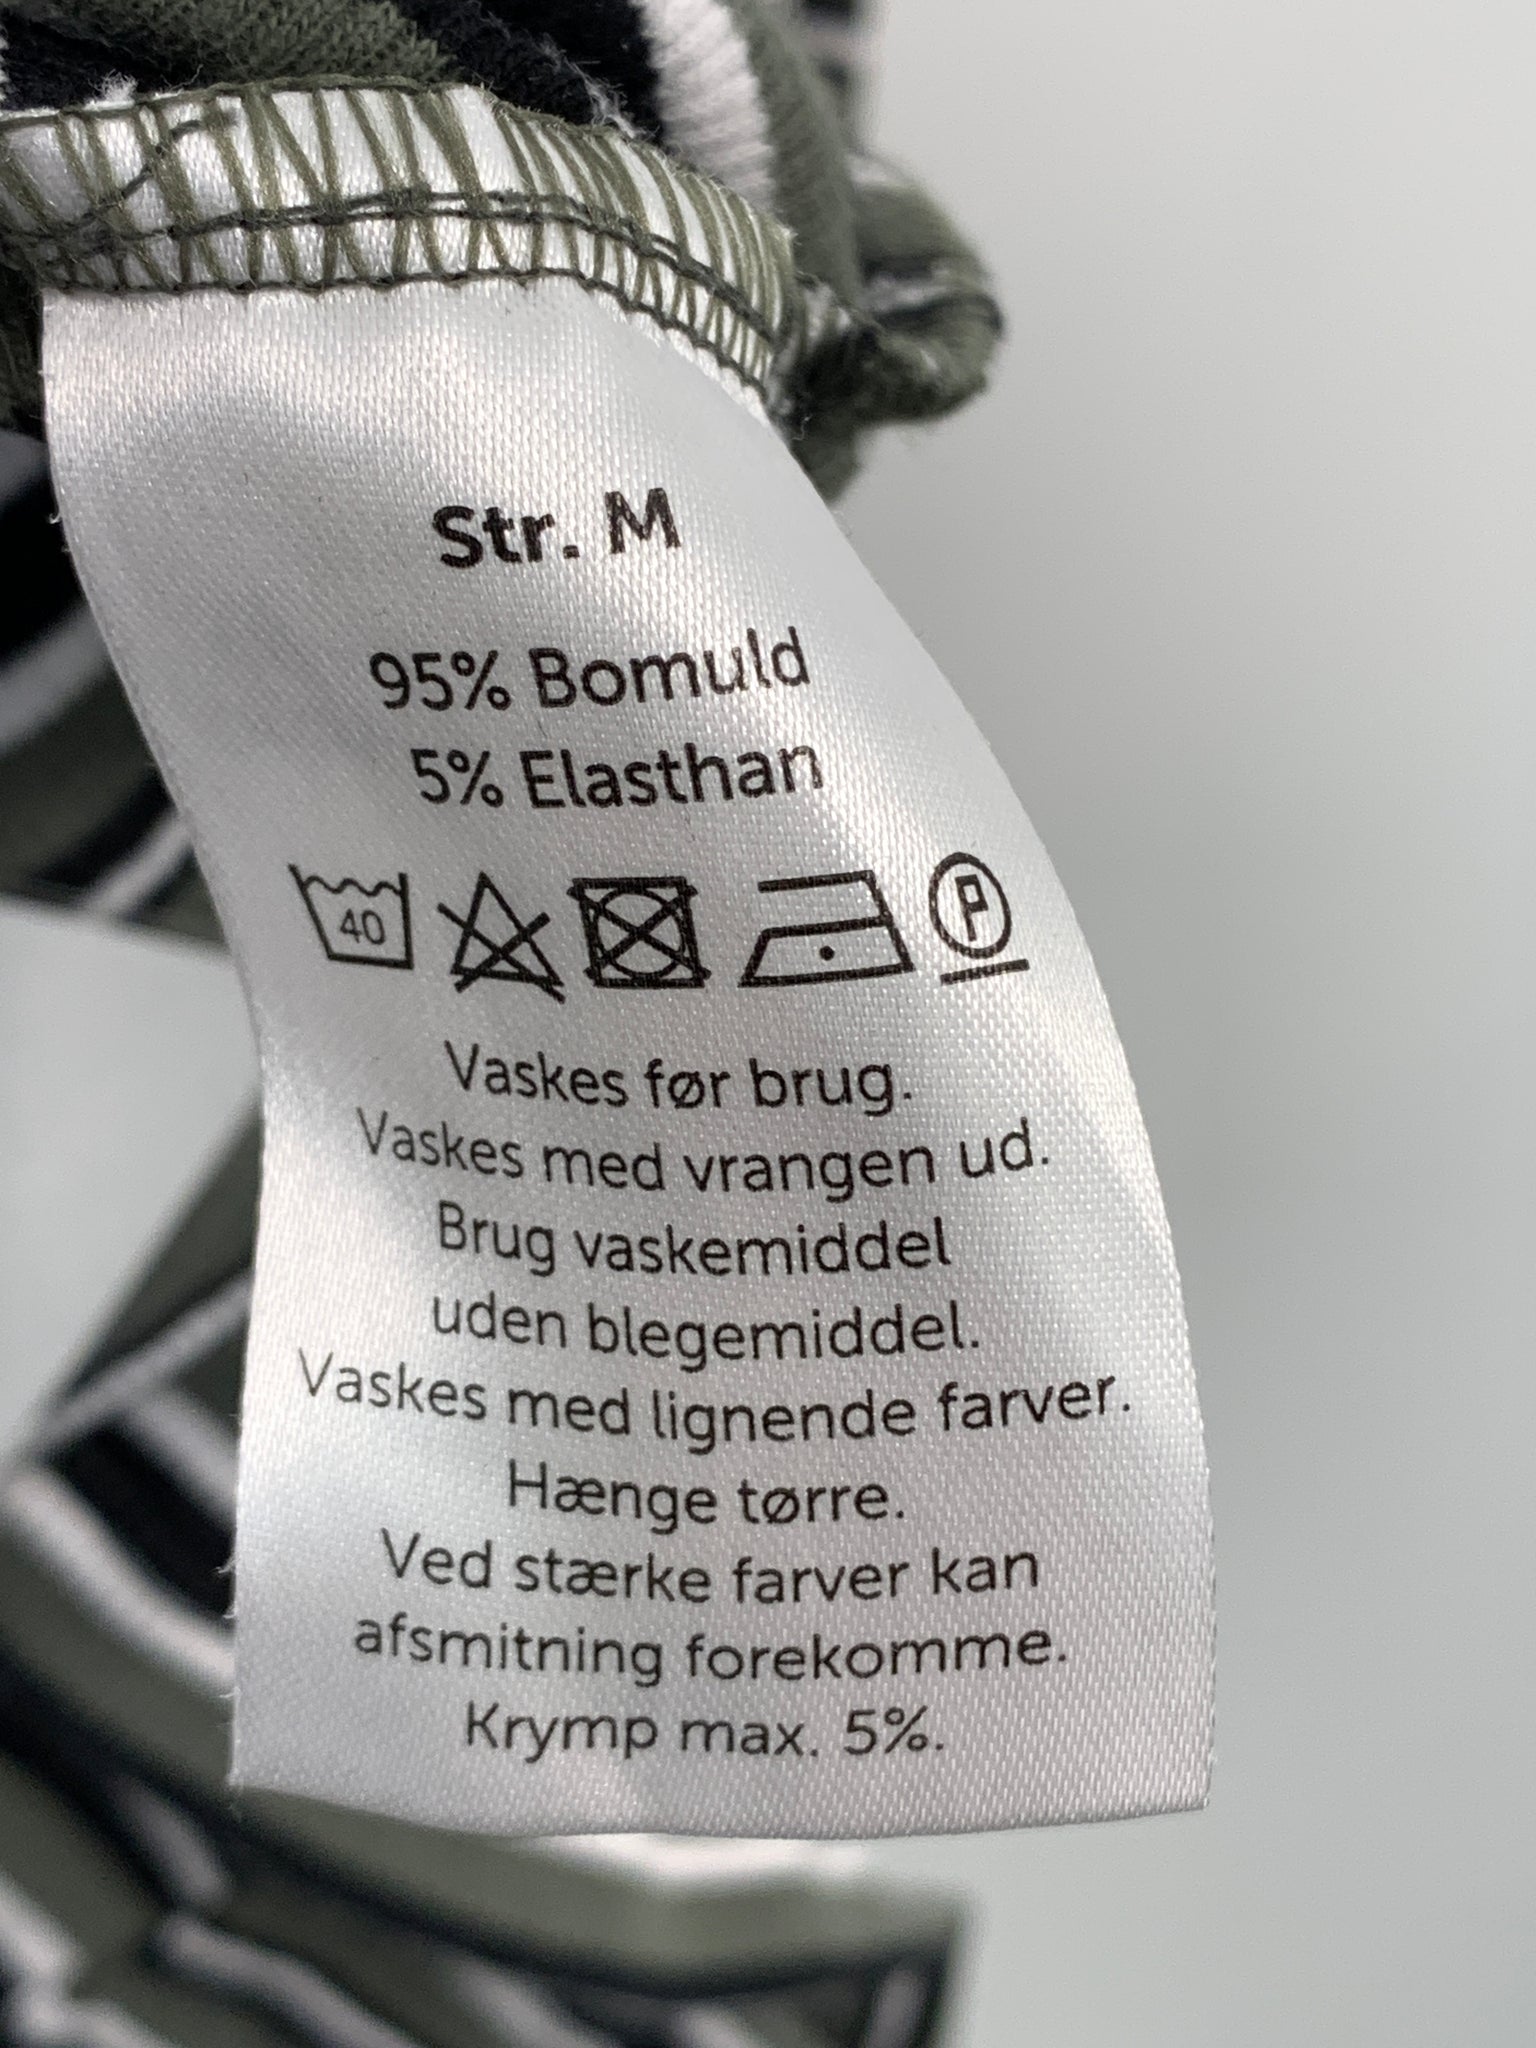 Str. M
95% Bomuld
5% Elasthan
40 P
Vaskes før brug.
Vaskes med vrangen ud.
Brug vaskemiddel
uden blegemiddel.
Vaskes med lignende farver.
Hænge tørre.
Ved stærke farver kan
afsmitning forekomme.
Krymp max. 5%.